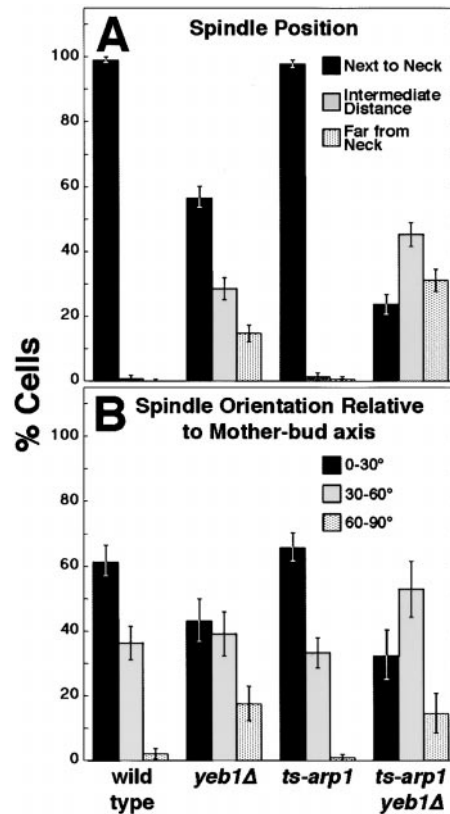 A
Spindle Position
100
80
60
40
20
0
Next to Neck
Intermediate
Distance
Far from
Neck
% Cells
B
Spindle Orientation Relative
to Mother-bud axis
100
80
60
40
20
0
0-30°
30-60°
60-90°
wild
type
yeb1Δ
ts-arp1
ts-arp1
yeb1Δ